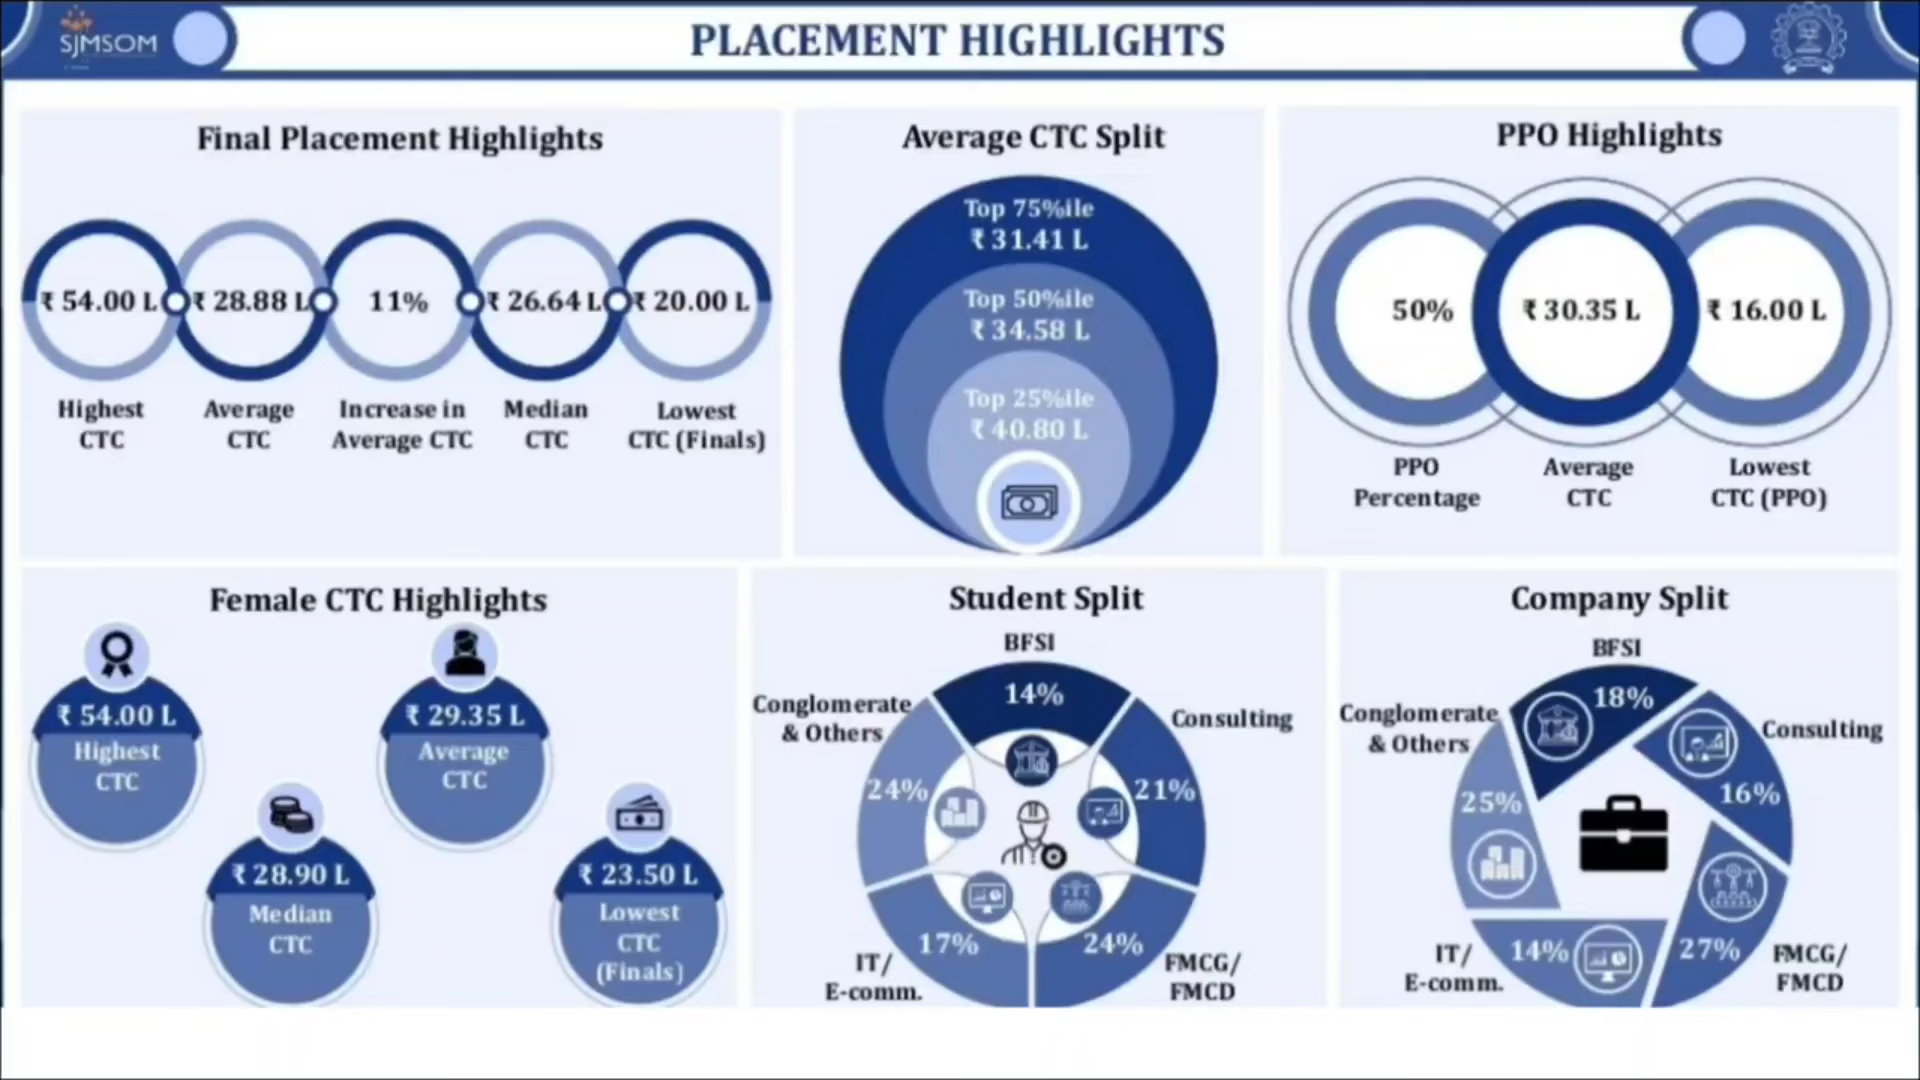 SJMSOM
PLACEMENT HIGHLIGHTS
Final Placement Highlights
₹ 54.00 L
₹ 28.88 L
11%
₹ 26.64 L
₹ 20.00 L
Highest
CTC
Average
CTC
Increase in
Average CTC
Median
CTC
Lowest
CTC (Finals)
Average CTC Split
Top 75%ile
₹ 31.41 L
Top 50%ile
₹ 34.58 L
Top 25%ile
₹ 40.80 L
PPO Highlights
50%
₹ 30.35 L
₹ 16.00 L
PPO
Percentage
Average
CTC
Lowest
CTC (PPO)
Female CTC Highlights
₹ 54.00 L
Highest
CTC
₹ 29.35 L
Average
CTC
₹ 28.90 L
Median
CTC
₹ 23.50 L
Lowest
CTC
(Finals)
Student Split
BFSI
14%
Conglomerate
& Others
24%
Consulting
21%
17%
IT/
E-comm.
24%
FMCG/
FMCD
Company Split
BFSI
18%
Conglomerate
& Others
25%
Consulting
16%
IT/
E-comm.
14%
27%
FMCG/
FMCD